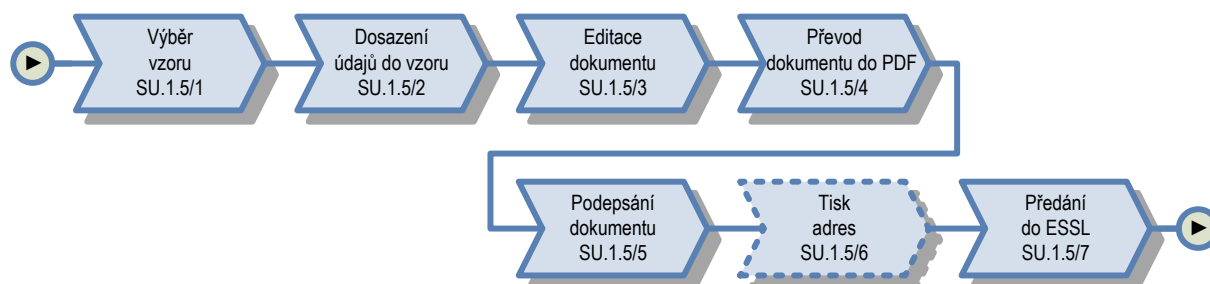 Výběr
vzoru
SU.1.5/1
Dosazení
údajů do vzoru
SU.1.5/2
Editace
dokumentu
SU.1.5/3
Převod
dokumentu do PDF
SU.1.5/4
Podepsání
dokumentu
SU.1.5/5
Tisk
adres
SU.1.5/6
Předání
do ESSL
SU.1.5/7